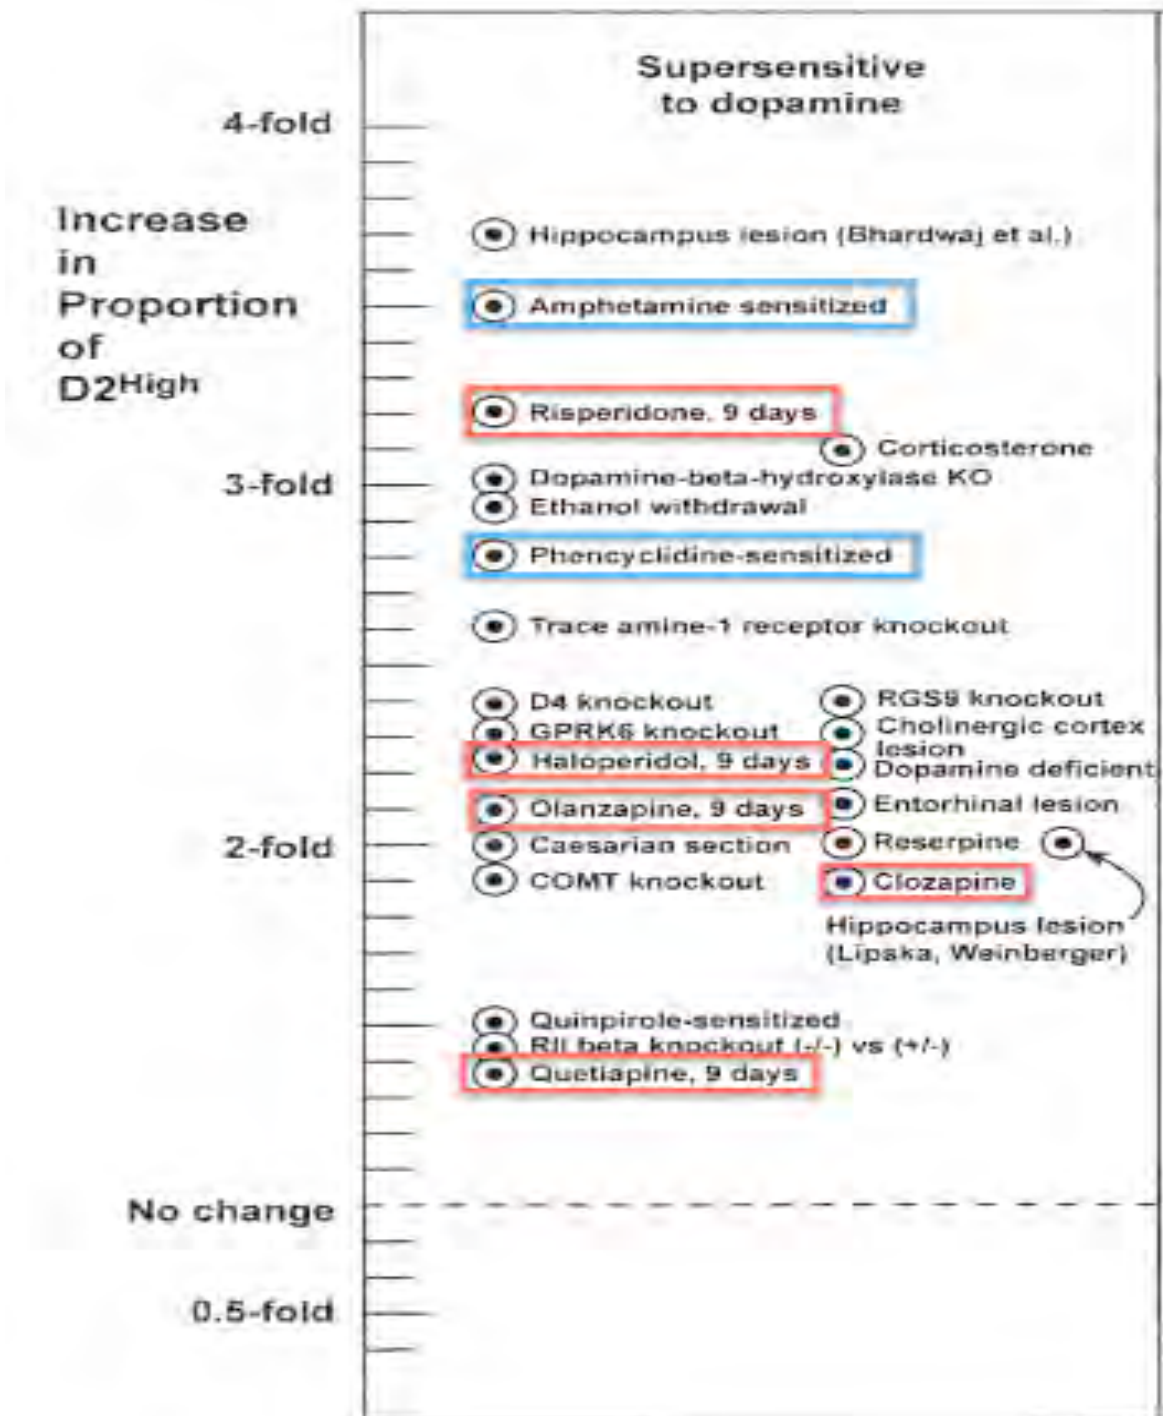 Supersensitive
to dopamine
4-fold
Increase
in
Proportion
of
D2High
Hippocampus lesion (Bhardwaj et al.)
Amphetamine sensitized
Risperidone, 9 days
Corticosterone
3-fold
Dopamine-beta-hydroxylase KO
Ethanol withdrawal
Phencyclidine-sensitized
Trace amine-1 receptor knockout
D4 knockout
RGS9 knockout
GPRK6 knockout
Cholinergic cortex
lesion
Haloperidol, 9 days
Dopamine deficient
Olanzapine, 9 days
Entorhinal lesion
2-fold
Caesarian section
Reserpine
COMT knockout
Clozapine
Hippocampus lesion
(Lipska, Weinberger)
Quinpirole-sensitized
RII beta knockout (-/-) vs (+/-)
Quetiapine, 9 days
No change
0.5-fold